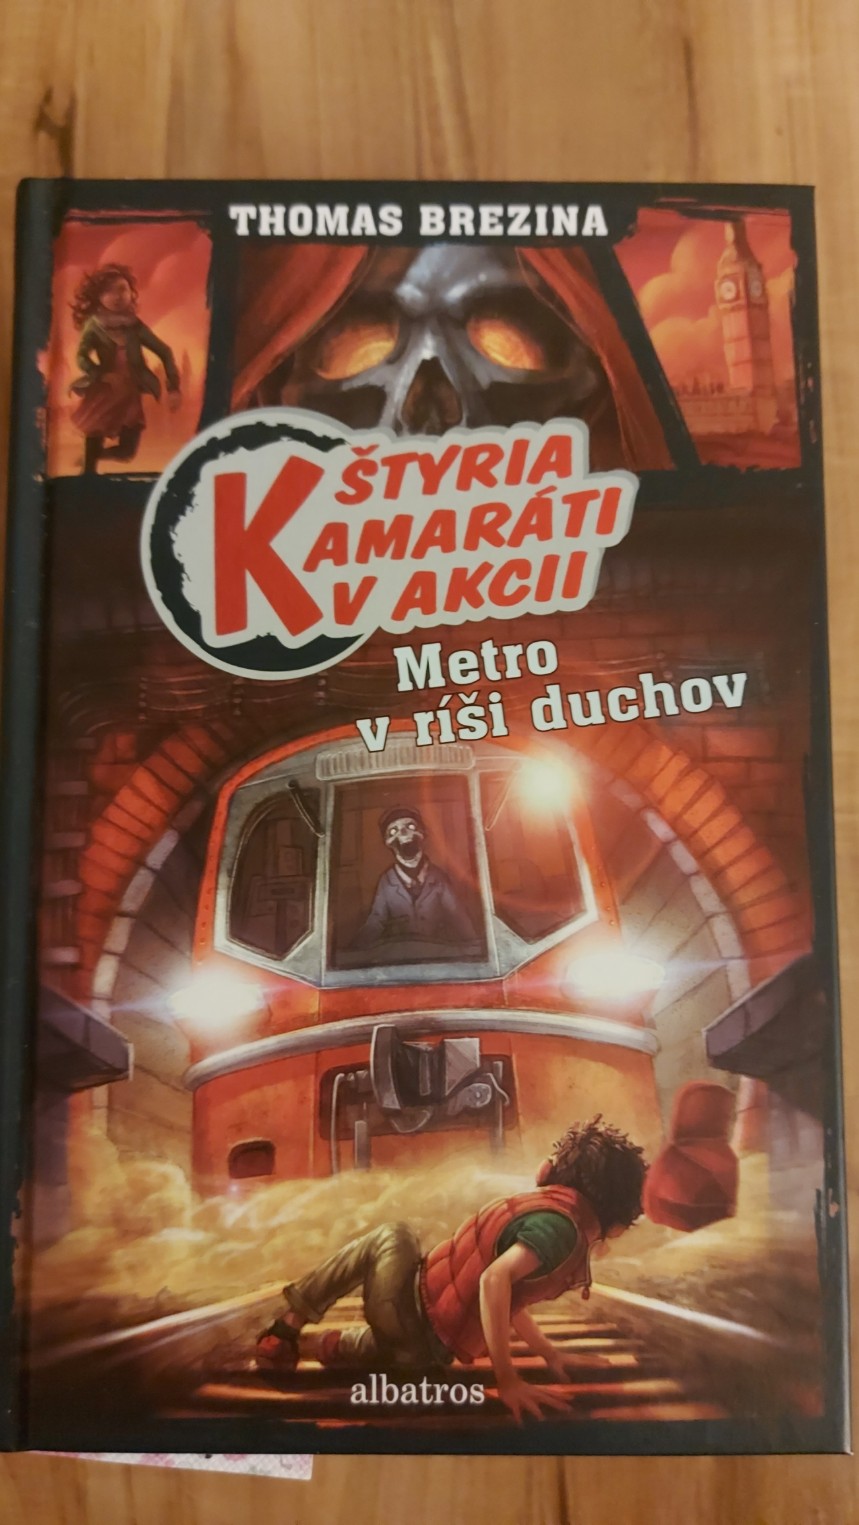 THOMAS BREZINA
ŠTYRIA
KAMARÁTI
V AKCII
Metro
v ríši duchov
albatros